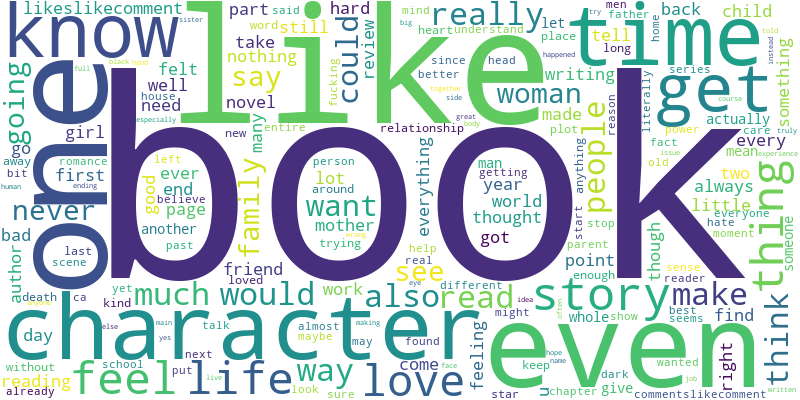 likeslikecomment
know
like
book
one
time
get
character
even
story
thing
people
life
love
feel
way
read
also
would
much
make
think
see
really
woman
could
say
family
want
never
going
part
take
nothing
still
hard
review
word
said
well
felt
need
novel
house
girl
go
away
bit
first
romance
human
ending
especially
black
hand
full
sister
many
new
entire
relationship
since
better
head
side
heart
understand
mind
big
place
let
writing
made
plot
reason
series
home
literally
tell
long
men
father
try
back
child
happened
told
instead
something
actually
course
truly
power
care
every
fact
issue
mean
experience
old
two
always
little
everyone
hate
moment
someone
though
point
parent
stop
start
anything
enough
sense
reader
best
seems
find
whole
show
wanted
job
right
written
commentslikecomment
dark
give
chapter
hope
name
often
keep
u
star
feeling
might
idea
different
help
real
eye
got
thought
world
year
getting
man
everything
great
body
together
fucking
person
lot
around
mother
trying
wrong
believe
left
ever
good
end
page
another
past
friend
loved
scene
last
bad
author
death
ca
yet
kind
day
without
reading
already
else
main
yes
school
put
live
next
talk
almost
maybe
making
may
look
sure
found
come
face
work